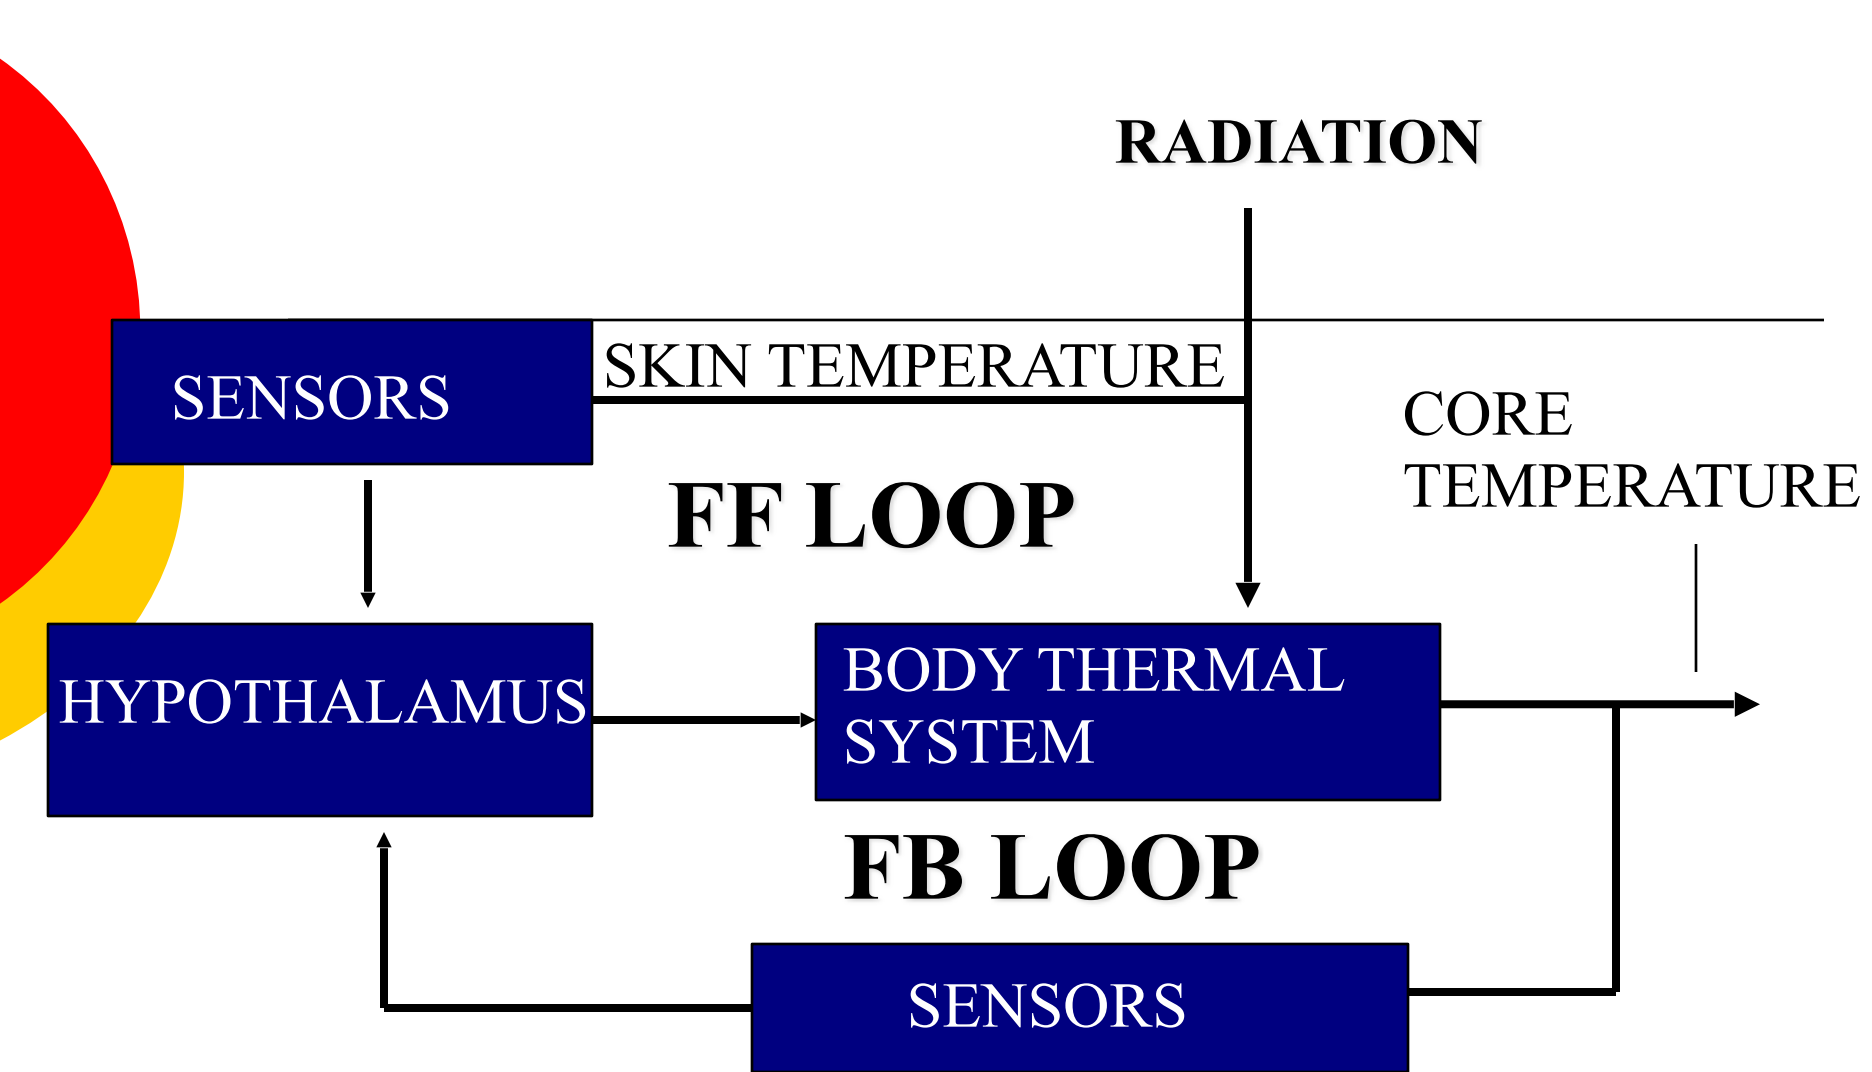 RADIATION
SENSORS
SKIN TEMPERATURE
CORE
TEMPERATURE
FF LOOP
HYPOTHALAMUS
BODY THERMAL
SYSTEM
FB LOOP
SENSORS